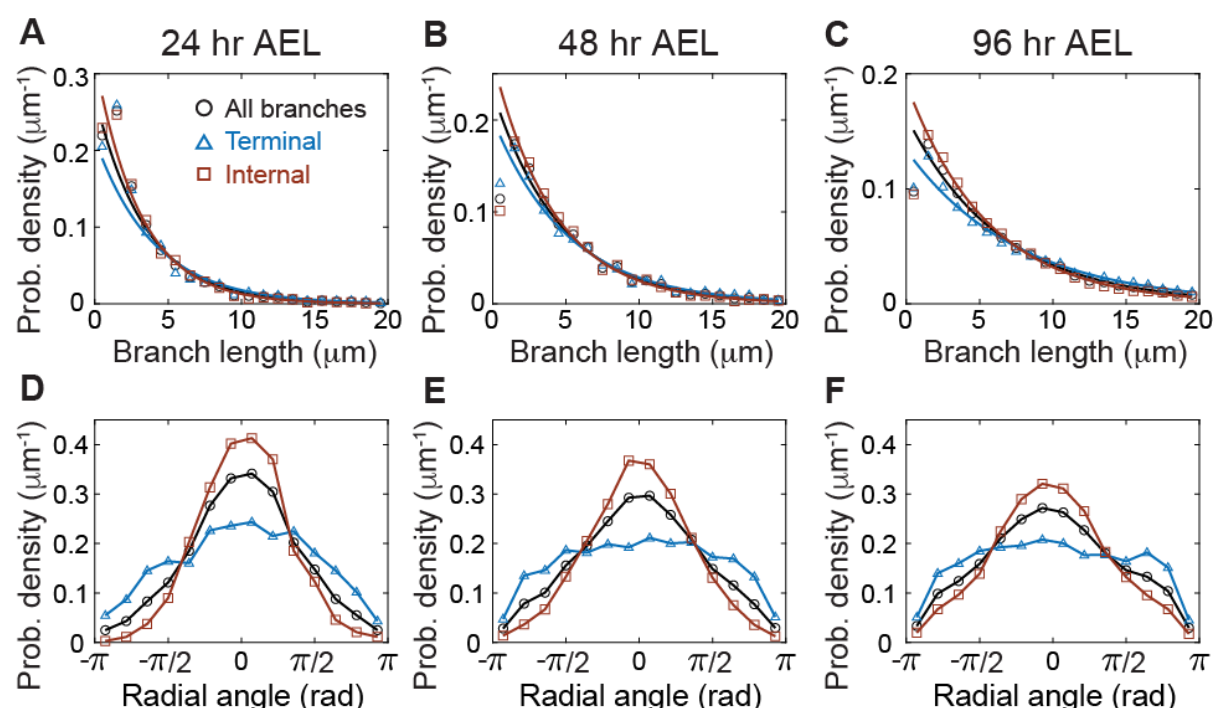 A 24 hr AEL
B 48 hr AEL
C 96 hr AEL
Prob. density (μm⁻¹)
0.3
0.2
0.1
0
0 5 10 15 20
Branch length (μm)
All branches
Terminal
Internal
Prob. density (μm⁻¹)
0.2
0.1
0
0 5 10 15 20
Branch length (μm)
Prob. density (μm⁻¹)
0.2
0.1
0
0 5 10 15 20
Branch length (μm)
D
Prob. density (μm⁻¹)
0.4
0.3
0.2
0.1
0
-π -π/2 0 π/2 π
Radial angle (rad)
E
Prob. density (μm⁻¹)
0.4
0.3
0.2
0.1
0
-π -π/2 0 π/2 π
Radial angle (rad)
F
Prob. density (μm⁻¹)
0.4
0.3
0.2
0.1
0
-π -π/2 0 π/2 π
Radial angle (rad)